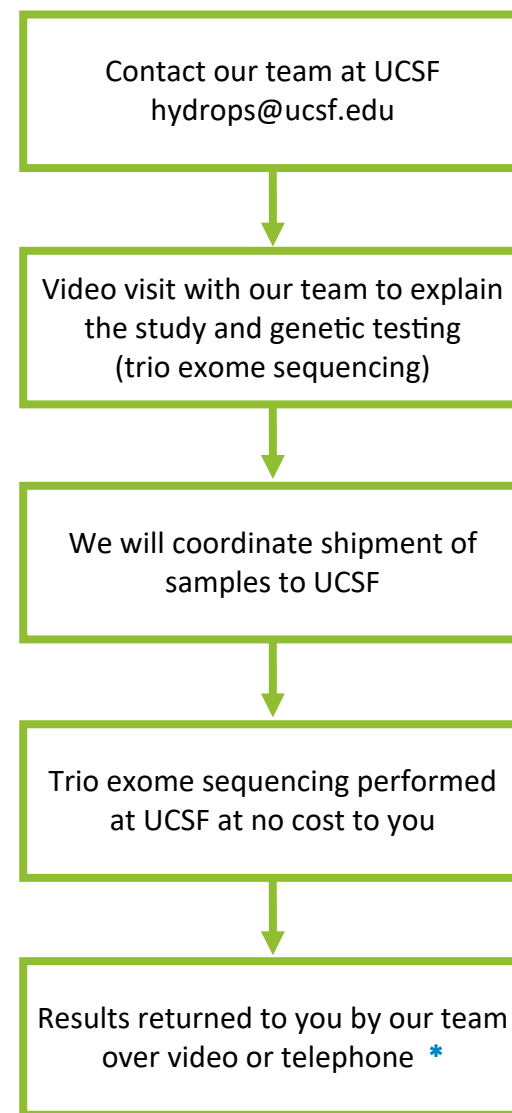 Contact our team at UCSF
hydrops@ucsf.edu
Video visit with our team to explain
the study and genetic testing
(trio exome sequencing)
We will coordinate shipment of
samples to UCSF
Trio exome sequencing performed
at UCSF at no cost to you
Results returned to you by our team
over video or telephone *